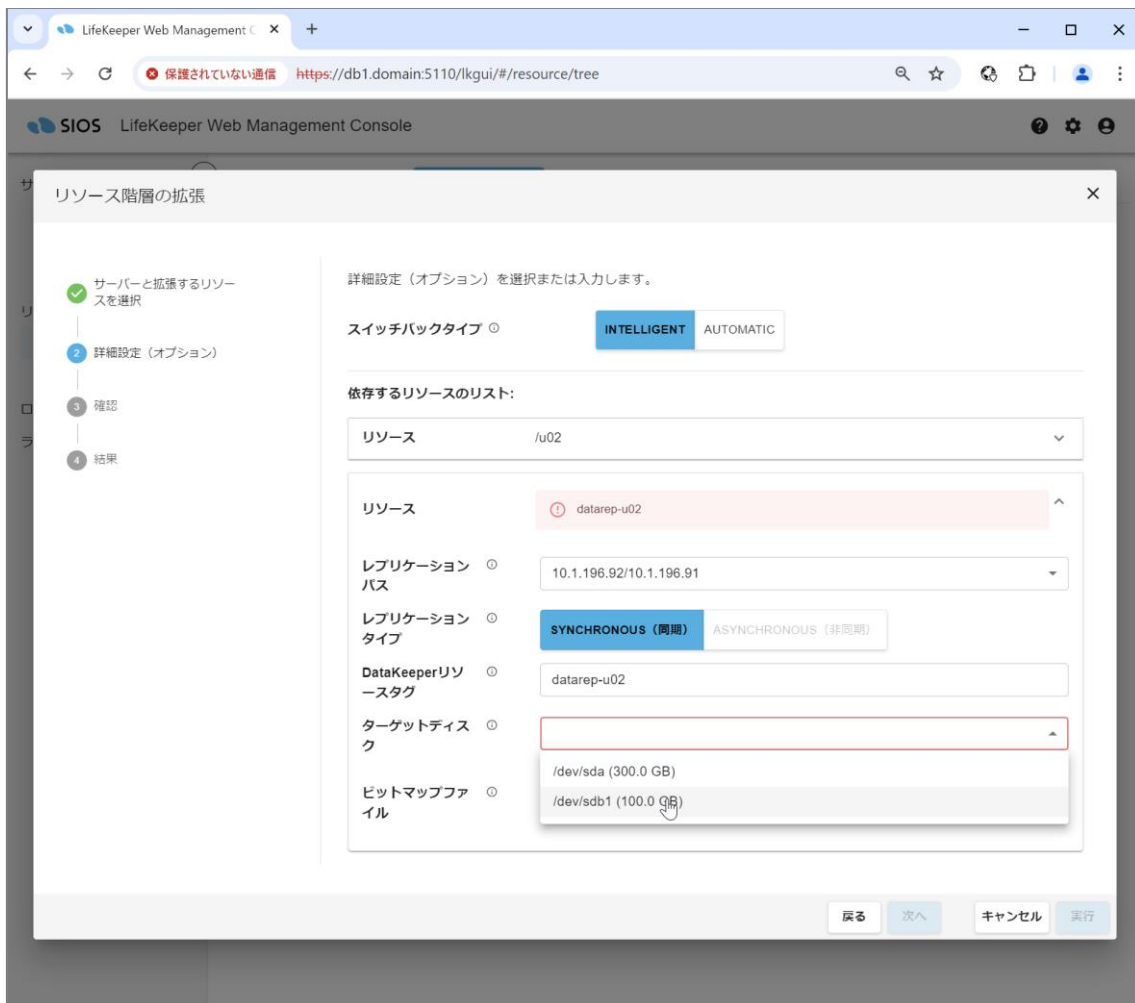 LifeKeeper Web Management C
保護されていない通信 https://db1.domain:5110/lkgui/#/resource/tree
SIOS LifeKeeper Web Management Console
サ
リソース階層の拡張
サーバーと拡張するリソー
スを選択
2 詳細設定（オプション）
3 確認
4 結果
リ
ロ
ラ
詳細設定（オプション）を選択または入力します。
スイッチバックタイプ INTELLIGENT AUTOMATIC
依存するリソースのリスト:
リソース /u02
リソース datarep-u02
レプリケーション
パス
10.1.196.92/10.1.196.91
レプリケーション
タイプ
SYNCHRONOUS（同期） ASYNCHRONOUS（非同期）
DataKeeperリソ
ースタグ
datarep-u02
ターゲットディス
ク
/dev/sda (300.0 GB)
/dev/sdb1 (100.0 GB)
ビットマップファ
イル
戻る 次へ キャンセル 実行